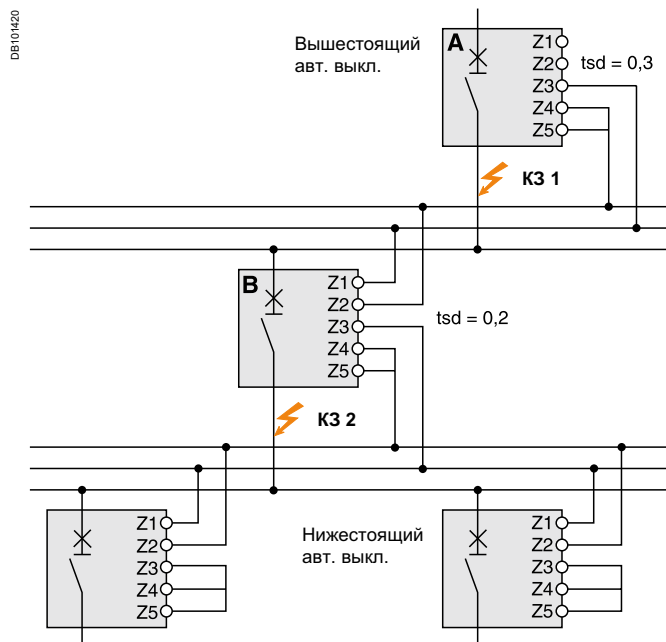 DB101420
Вышестоящий
авт. выкл.
A
Z1
Z2
Z3
Z4
Z5
tsd = 0,3
КЗ 1
B
Z1
Z2
Z3
Z4
Z5
tsd = 0,2
КЗ 2
Z1
Z2
Z3
Z4
Z5
Нижестоящий
авт. выкл.
Z1
Z2
Z3
Z4
Z5